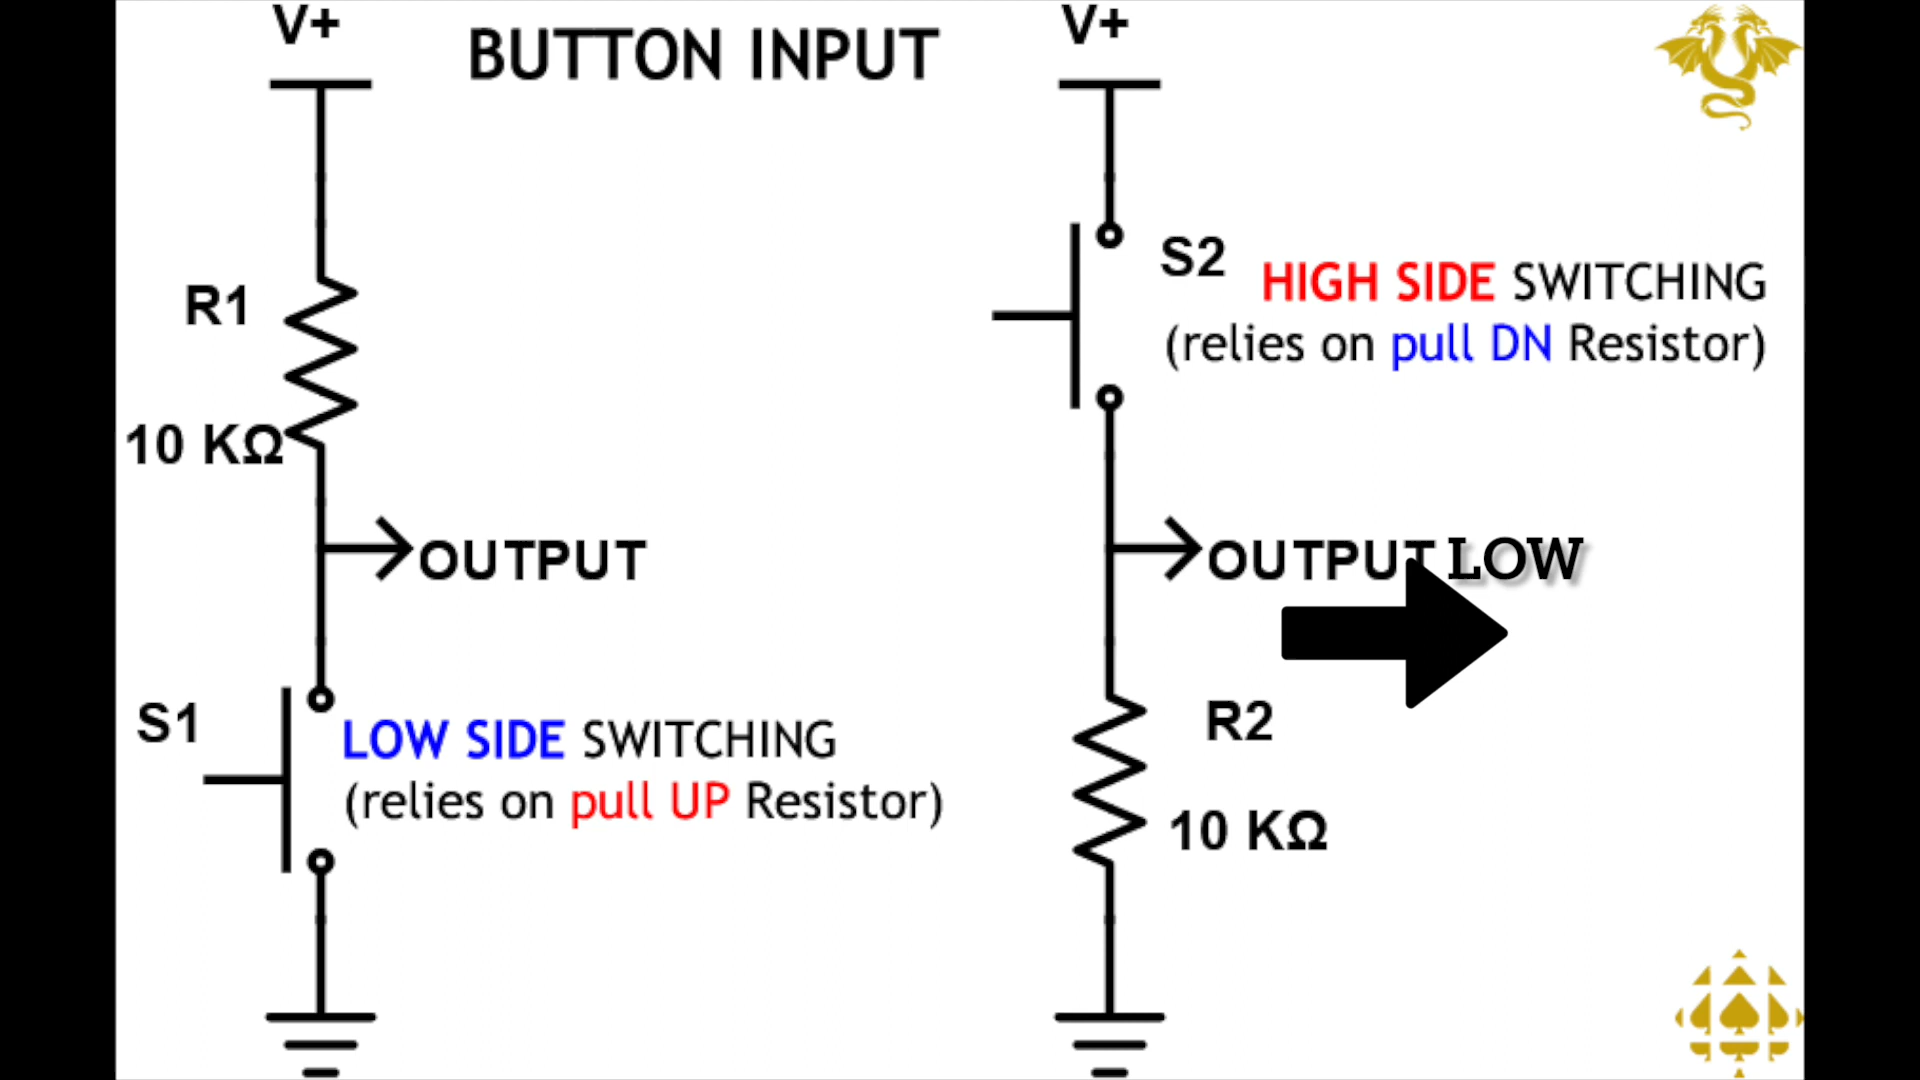 V+
BUTTON INPUT
V+
S2
HIGH SIDE SWITCHING
(relies on pull DN Resistor)
R1
10 KΩ
OUTPUT
OUTPUT LOW
S1
LOW SIDE SWITCHING
(relies on pull UP Resistor)
R2
10 KΩ